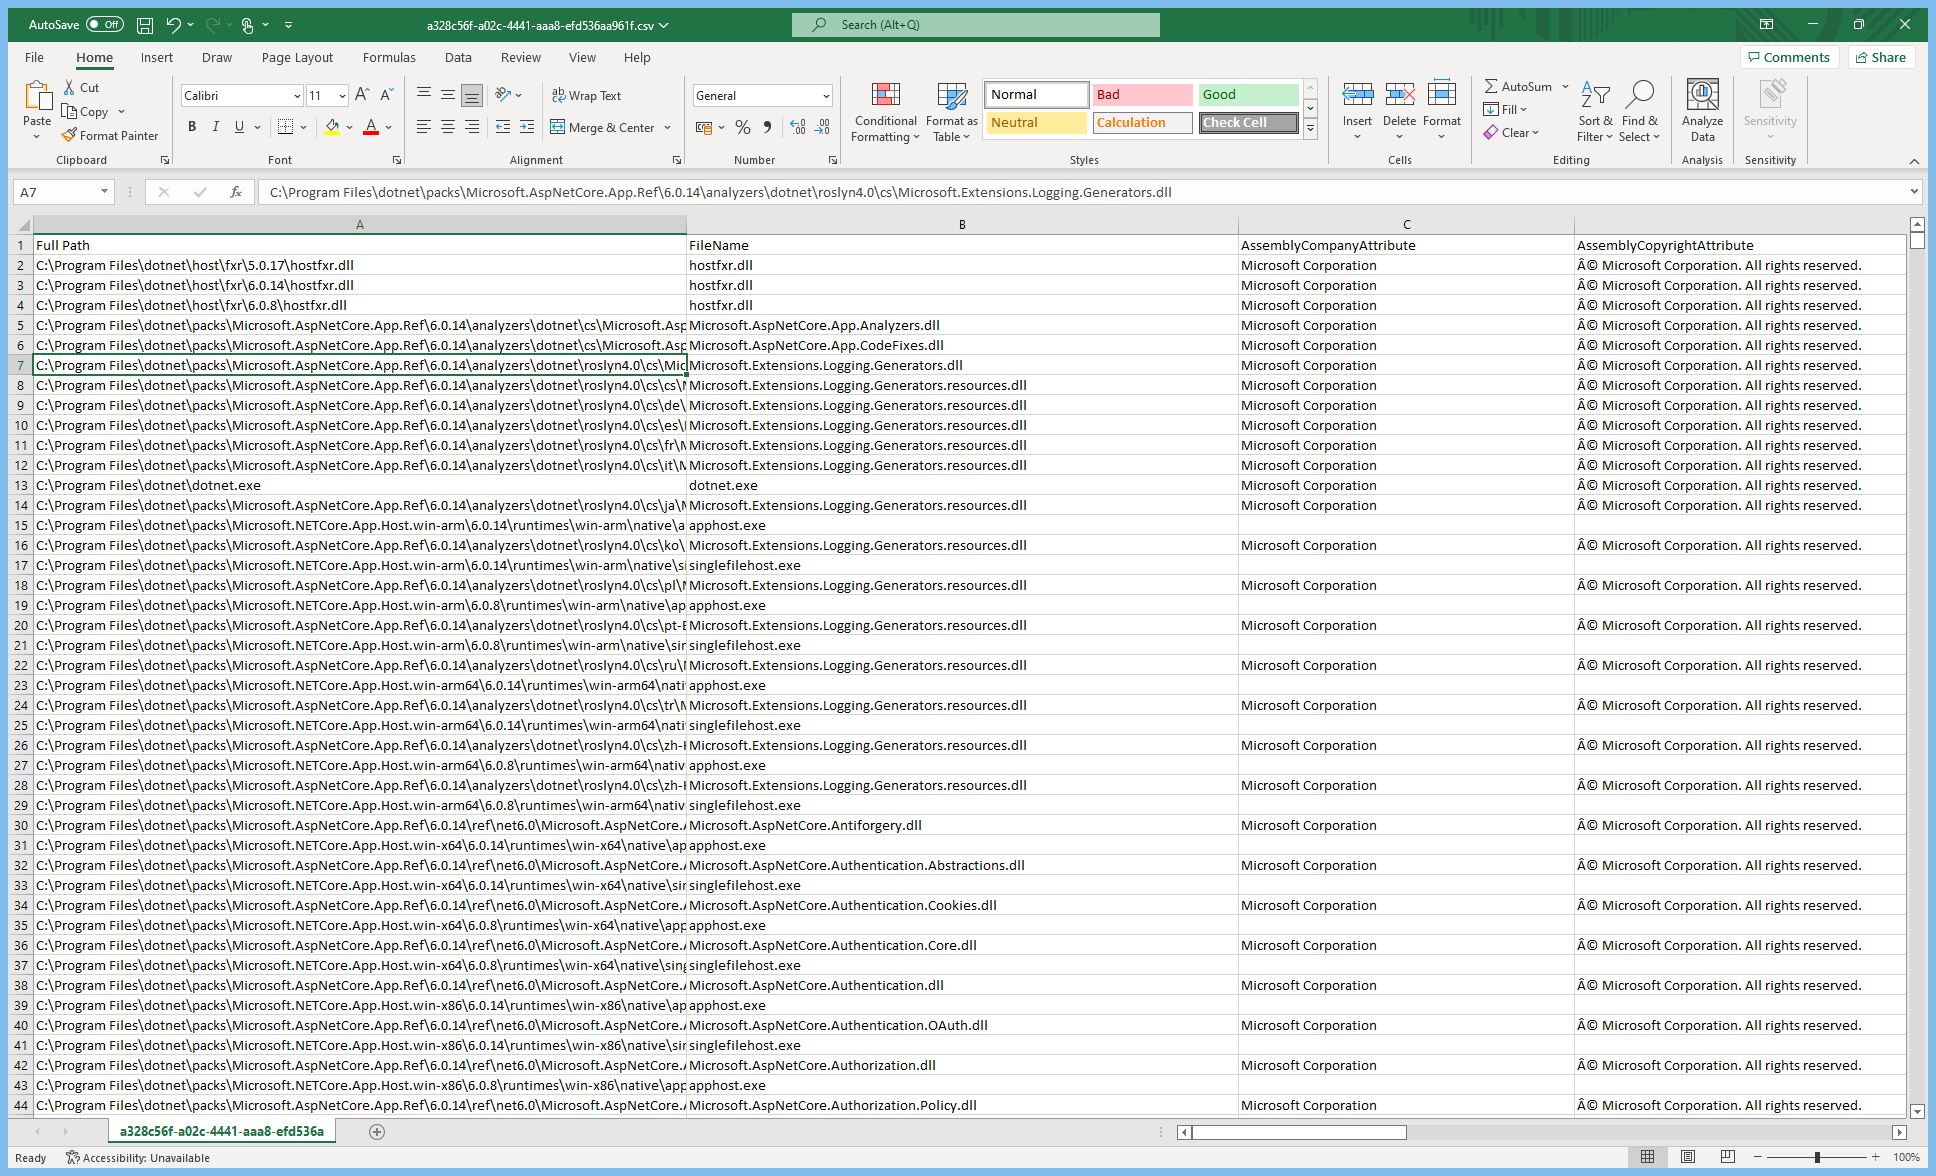 AutoSave Off a328c56f-a02c-4441-aaa8-efd536aa961f.csv Search (Alt+Q)
File Home Insert Draw Page Layout Formulas Data Review View Help Comments Share
Paste Cut Copy Format Painter Clipboard
Calibri 11 B I U Font
Wrap Text Merge & Center Alignment
General % Number
Conditional Formatting Format as Table Normal Bad Good Neutral Calculation Check Cell Styles
Insert Delete Format Cells
AutoSum Fill Clear Sort & Filter Find & Select Editing
Analyze Data Analysis
Sensitivity Sensitivity
A7 fx C:\Program Files\dotnet\packs\Microsoft.AspNetCore.App.Ref\6.0.14\analyzers\dotnet\roslyn4.0\cs\Microsoft.Extensions.Logging.Generators.dll
A B C
1 Full Path FileName AssemblyCompanyAttribute AssemblyCopyrightAttribute
2 C:\Program Files\dotnet\host\fxr\5.0.17\hostfxr.dll hostfxr.dll Microsoft Corporation Â© Microsoft Corporation. All rights reserved.
3 C:\Program Files\dotnet\host\fxr\6.0.14\hostfxr.dll hostfxr.dll Microsoft Corporation Â© Microsoft Corporation. All rights reserved.
4 C:\Program Files\dotnet\host\fxr\6.0.8\hostfxr.dll hostfxr.dll Microsoft Corporation Â© Microsoft Corporation. All rights reserved.
5 C:\Program Files\dotnet\packs\Microsoft.AspNetCore.App.Ref\6.0.14\analyzers\dotnet\cs\Microsoft.Asp Microsoft.AspNetCore.App.Analyzers.dll Microsoft Corporation Â© Microsoft Corporation. All rights reserved.
6 C:\Program Files\dotnet\packs\Microsoft.AspNetCore.App.Ref\6.0.14\analyzers\dotnet\cs\Microsoft.Asp Microsoft.AspNetCore.App.CodeFixes.dll Microsoft Corporation Â© Microsoft Corporation. All rights reserved.
7 C:\Program Files\dotnet\packs\Microsoft.AspNetCore.App.Ref\6.0.14\analyzers\dotnet\roslyn4.0\cs\Mic Microsoft.Extensions.Logging.Generators.dll Microsoft Corporation Â© Microsoft Corporation. All rights reserved.
8 C:\Program Files\dotnet\packs\Microsoft.AspNetCore.App.Ref\6.0.14\analyzers\dotnet\roslyn4.0\cs\cs\M Microsoft.Extensions.Logging.Generators.resources.dll Microsoft Corporation Â© Microsoft Corporation. All rights reserved.
9 C:\Program Files\dotnet\packs\Microsoft.AspNetCore.App.Ref\6.0.14\analyzers\dotnet\roslyn4.0\cs\de\ Microsoft.Extensions.Logging.Generators.resources.dll Microsoft Corporation Â© Microsoft Corporation. All rights reserved.
10 C:\Program Files\dotnet\packs\Microsoft.AspNetCore.App.Ref\6.0.14\analyzers\dotnet\roslyn4.0\cs\es\M Microsoft.Extensions.Logging.Generators.resources.dll Microsoft Corporation Â© Microsoft Corporation. All rights reserved.
11 C:\Program Files\dotnet\packs\Microsoft.AspNetCore.App.Ref\6.0.14\analyzers\dotnet\roslyn4.0\cs\fr\M Microsoft.Extensions.Logging.Generators.resources.dll Microsoft Corporation Â© Microsoft Corporation. All rights reserved.
12 C:\Program Files\dotnet\packs\Microsoft.AspNetCore.App.Ref\6.0.14\analyzers\dotnet\roslyn4.0\cs\it\M Microsoft.Extensions.Logging.Generators.resources.dll Microsoft Corporation Â© Microsoft Corporation. All rights reserved.
13 C:\Program Files\dotnet\dotnet.exe dotnet.exe Microsoft Corporation Â© Microsoft Corporation. All rights reserved.
14 C:\Program Files\dotnet\packs\Microsoft.AspNetCore.App.Ref\6.0.14\analyzers\dotnet\roslyn4.0\cs\ja\M Microsoft.Extensions.Logging.Generators.resources.dll Microsoft Corporation Â© Microsoft Corporation. All rights reserved.
15 C:\Program Files\dotnet\packs\Microsoft.NETCore.App.Host.win-arm\6.0.14\runtimes\win-arm\native\a apphost.exe
16 C:\Program Files\dotnet\packs\Microsoft.AspNetCore.App.Ref\6.0.14\analyzers\dotnet\roslyn4.0\cs\ko\ Microsoft.Extensions.Logging.Generators.resources.dll Microsoft Corporation Â© Microsoft Corporation. All rights reserved.
17 C:\Program Files\dotnet\packs\Microsoft.NETCore.App.Host.win-arm\6.0.14\runtimes\win-arm\native\si singlefilehost.exe
18 C:\Program Files\dotnet\packs\Microsoft.AspNetCore.App.Ref\6.0.14\analyzers\dotnet\roslyn4.0\cs\pl\M Microsoft.Extensions.Logging.Generators.resources.dll Microsoft Corporation Â© Microsoft Corporation. All rights reserved.
19 C:\Program Files\dotnet\packs\Microsoft.NETCore.App.Host.win-arm\6.0.8\runtimes\win-arm\native\ap apphost.exe
20 C:\Program Files\dotnet\packs\Microsoft.AspNetCore.App.Ref\6.0.14\analyzers\dotnet\roslyn4.0\cs\pt-B Microsoft.Extensions.Logging.Generators.resources.dll Microsoft Corporation Â© Microsoft Corporation. All rights reserved.
21 C:\Program Files\dotnet\packs\Microsoft.NETCore.App.Host.win-arm\6.0.8\runtimes\win-arm\native\sin singlefilehost.exe
22 C:\Program Files\dotnet\packs\Microsoft.AspNetCore.App.Ref\6.0.14\analyzers\dotnet\roslyn4.0\cs\ru\M Microsoft.Extensions.Logging.Generators.resources.dll Microsoft Corporation Â© Microsoft Corporation. All rights reserved.
23 C:\Program Files\dotnet\packs\Microsoft.NETCore.App.Host.win-arm64\6.0.14\runtimes\win-arm64\nati apphost.exe
24 C:\Program Files\dotnet\packs\Microsoft.AspNetCore.App.Ref\6.0.14\analyzers\dotnet\roslyn4.0\cs\tr\M Microsoft.Extensions.Logging.Generators.resources.dll Microsoft Corporation Â© Microsoft Corporation. All rights reserved.
25 C:\Program Files\dotnet\packs\Microsoft.NETCore.App.Host.win-arm64\6.0.14\runtimes\win-arm64\nati singlefilehost.exe
26 C:\Program Files\dotnet\packs\Microsoft.AspNetCore.App.Ref\6.0.14\analyzers\dotnet\roslyn4.0\cs\zh-H Microsoft.Extensions.Logging.Generators.resources.dll Microsoft Corporation Â© Microsoft Corporation. All rights reserved.
27 C:\Program Files\dotnet\packs\Microsoft.NETCore.App.Host.win-arm64\6.0.8\runtimes\win-arm64\nativ apphost.exe
28 C:\Program Files\dotnet\packs\Microsoft.AspNetCore.App.Ref\6.0.14\analyzers\dotnet\roslyn4.0\cs\zh-H Microsoft.Extensions.Logging.Generators.resources.dll Microsoft Corporation Â© Microsoft Corporation. All rights reserved.
29 C:\Program Files\dotnet\packs\Microsoft.NETCore.App.Host.win-arm64\6.0.8\runtimes\win-arm64\nativ singlefilehost.exe
30 C:\Program Files\dotnet\packs\Microsoft.AspNetCore.App.Ref\6.0.14\ref\net6.0\Microsoft.AspNetCore.A Microsoft.AspNetCore.Antiforgery.dll Microsoft Corporation Â© Microsoft Corporation. All rights reserved.
31 C:\Program Files\dotnet\packs\Microsoft.NETCore.App.Host.win-x64\6.0.14\runtimes\win-x64\native\ap apphost.exe
32 C:\Program Files\dotnet\packs\Microsoft.AspNetCore.App.Ref\6.0.14\ref\net6.0\Microsoft.AspNetCore.A Microsoft.AspNetCore.Authentication.Abstractions.dll Microsoft Corporation Â© Microsoft Corporation. All rights reserved.
33 C:\Program Files\dotnet\packs\Microsoft.NETCore.App.Host.win-x64\6.0.14\runtimes\win-x64\native\sin singlefilehost.exe
34 C:\Program Files\dotnet\packs\Microsoft.AspNetCore.App.Ref\6.0.14\ref\net6.0\Microsoft.AspNetCore.A Microsoft.AspNetCore.Authentication.Cookies.dll Microsoft Corporation Â© Microsoft Corporation. All rights reserved.
35 C:\Program Files\dotnet\packs\Microsoft.NETCore.App.Host.win-x64\6.0.8\runtimes\win-x64\native\app apphost.exe
36 C:\Program Files\dotnet\packs\Microsoft.AspNetCore.App.Ref\6.0.14\ref\net6.0\Microsoft.AspNetCore.A Microsoft.AspNetCore.Authentication.Core.dll Microsoft Corporation Â© Microsoft Corporation. All rights reserved.
37 C:\Program Files\dotnet\packs\Microsoft.NETCore.App.Host.win-x64\6.0.8\runtimes\win-x64\native\sing singlefilehost.exe
38 C:\Program Files\dotnet\packs\Microsoft.AspNetCore.App.Ref\6.0.14\ref\net6.0\Microsoft.AspNetCore.A Microsoft.AspNetCore.Authentication.dll Microsoft Corporation Â© Microsoft Corporation. All rights reserved.
39 C:\Program Files\dotnet\packs\Microsoft.NETCore.App.Host.win-x86\6.0.14\runtimes\win-x86\native\ap apphost.exe
40 C:\Program Files\dotnet\packs\Microsoft.AspNetCore.App.Ref\6.0.14\ref\net6.0\Microsoft.AspNetCore.A Microsoft.AspNetCore.Authentication.OAuth.dll Microsoft Corporation Â© Microsoft Corporation. All rights reserved.
41 C:\Program Files\dotnet\packs\Microsoft.NETCore.App.Host.win-x86\6.0.14\runtimes\win-x86\native\sin singlefilehost.exe
42 C:\Program Files\dotnet\packs\Microsoft.AspNetCore.App.Ref\6.0.14\ref\net6.0\Microsoft.AspNetCore.A Microsoft.AspNetCore.Authorization.dll Microsoft Corporation Â© Microsoft Corporation. All rights reserved.
43 C:\Program Files\dotnet\packs\Microsoft.NETCore.App.Host.win-x86\6.0.8\runtimes\win-x86\native\app apphost.exe
44 C:\Program Files\dotnet\packs\Microsoft.AspNetCore.App.Ref\6.0.14\ref\net6.0\Microsoft.AspNetCore.A Microsoft.AspNetCore.Authorization.Policy.dll Microsoft Corporation Â© Microsoft Corporation. All rights reserved.
a328c56f-a02c-4441-aaa8-efd536a
Ready Accessibility: Unavailable 100%